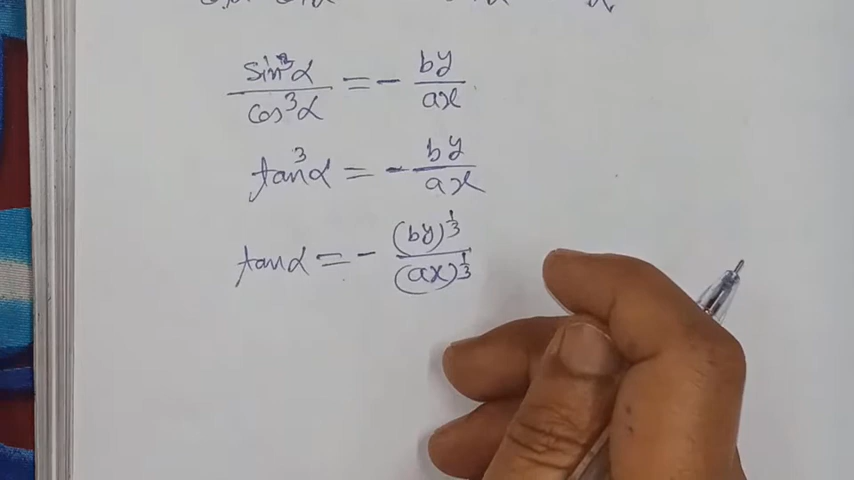 sin³α/cos³α = - by/ax
tan³α = - by/ax
tanα = - (by)^1/3/(ax)^1/3